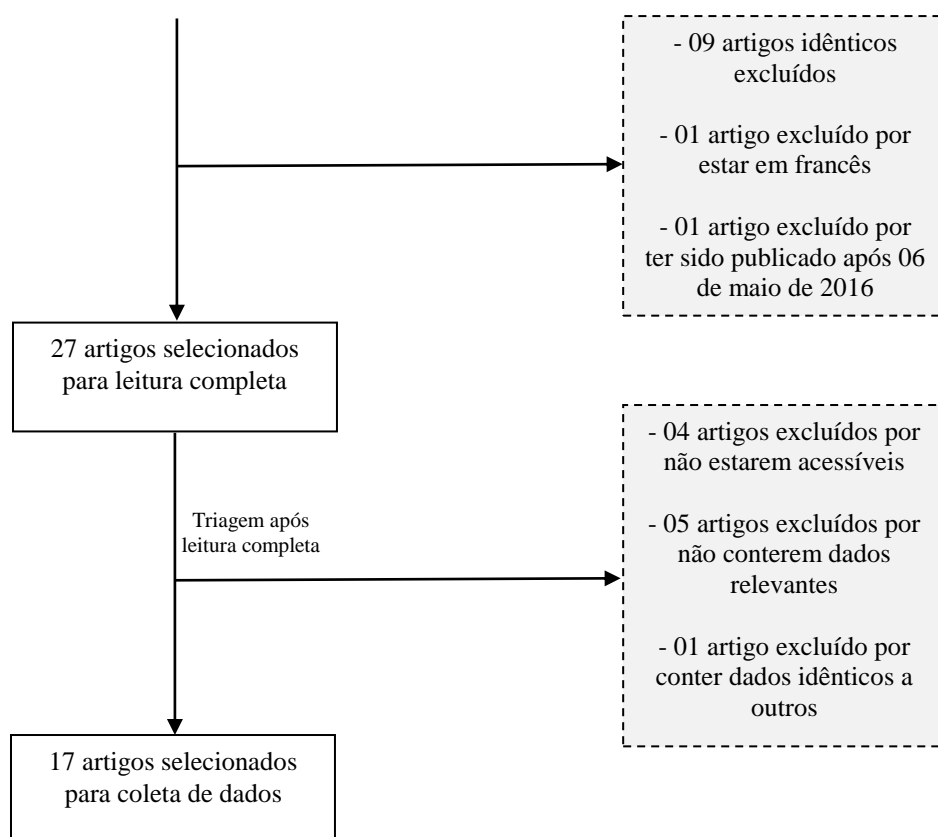 - 09 artigos idênticos
excluídos
- 01 artigo excluído por
estar em francês
- 01 artigo excluído por
ter sido publicado após 06
de maio de 2016
27 artigos selecionados
para leitura completa
- 04 artigos excluídos por
não estarem acessíveis
Triagem após
leitura completa
- 05 artigos excluídos por
não conterem dados
relevantes
- 01 artigo excluído por
conter dados idênticos a
outros
17 artigos selecionados
para coleta de dados